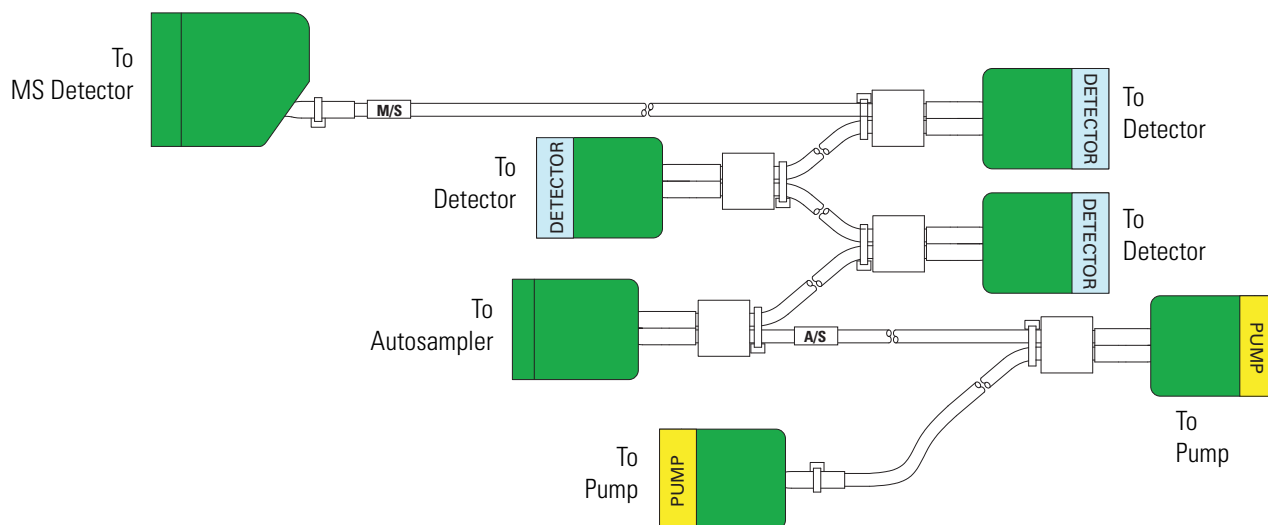 To
MS Detector
M/S
DETECTOR
To
Detector
To
Detector
DETECTOR
DETECTOR
To
Detector
To
Autosampler
A/S
PUMP
To
Pump
To
Pump
PUMP